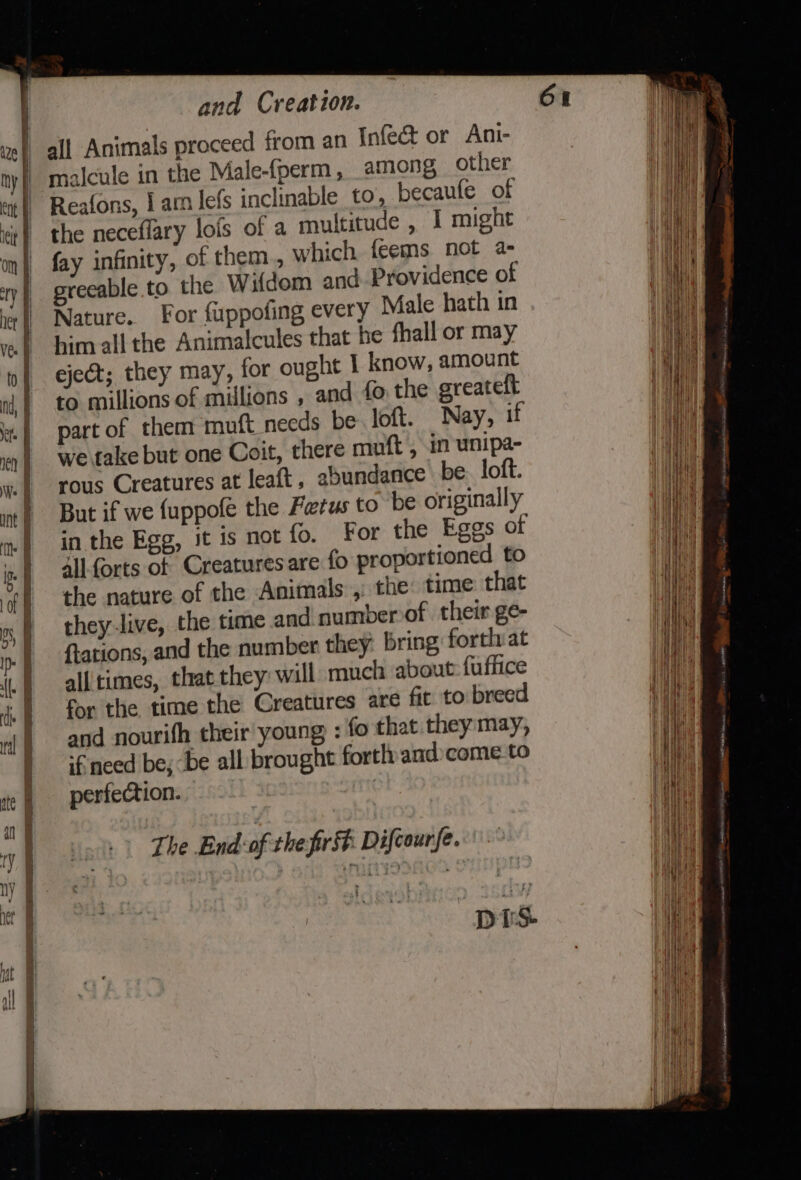 and Creation. 61
all Animals proceed from an Infect or Ani-
malcule in the Male-ſperm, among other
Reaſons, I am leſs inclinable to, becauſe of
the neceſſary loſs of a multitude, I might
ſay infinity, of them, which ſeems not a-
greeable to the Wiſdom and Providence of
Nature. For ſuppoſing every Male hath in
him all the Animalcules that he ſhall or may
eject; they may, for ought I know, amount
to millions of millions, and ſo the greateſt
part of them muſt needs be loſt. Nay, if
we take but one Coit, there muſt, in unipa-
rous Creatures at leaſt, abundance be loſt.
But if we ſuppoſe the Fætus to be originally
in the Egg, it is not ſo. For the Eggs of
all ſorts of Creatures are ſo proportioned to
the nature of the Animals, the time that
they live, the time and number of their ge-
ſtations, and the number they bring forth at
all times, that they will much about ſuffice
for the time the Creatures are fit to breed
and nouriſh their young : ſo that they may,
if need be, be all brought forth and come to
perfection.
The End of the firſt Diſcourſe.
DIS-